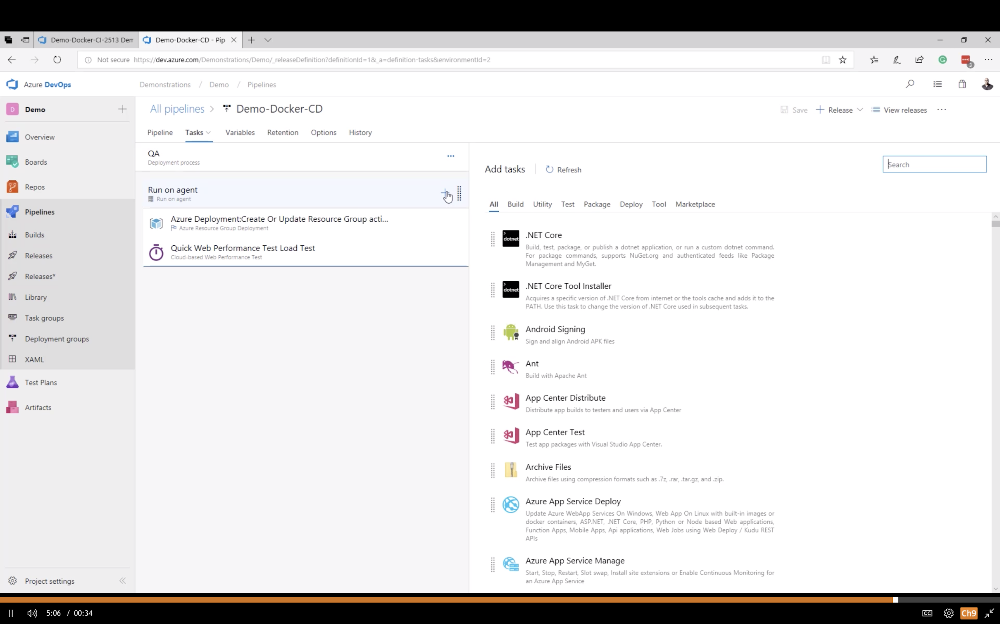 Demo-Docker-CI-2513 Dem
Demo-Docker-CD - Pip
Not secure https://dev.azure.com/Demonstrations/Demo/_releaseDefinition?definitionId=1&_a=definition-tasks&environmentId=2
3
Azure DevOps
Demonstrations / Demo / Pipelines
D Demo
Overview
Boards
Repos
Pipelines
Builds
Releases
Releases*
Library
Task groups
Deployment groups
XAML
Test Plans
Artifacts
Project settings
All pipelines > Demo-Docker-CD
Save
Release
View releases
Pipeline Tasks Variables Retention Options History
QA
Deployment process
Run on agent
Run on agent
Azure Deployment:Create Or Update Resource Group acti...
Azure Resource Group Deployment
Quick Web Performance Test Load Test
Cloud-based Web Performance Test
Add tasks
Refresh
Search
All Build Utility Test Package Deploy Tool Marketplace
dotnet
.NET Core
Build, test, package, or publish a dotnet application, or run a custom dotnet command.
For package commands, supports NuGet.org and authenticated feeds like Package
Management and MyGet.
dotnet
.NET Core Tool Installer
Acquires a specific version of .NET Core from internet or the tools cache and adds it to the
PATH. Use this task to change the version of .NET Core used in subsequent tasks.
Android Signing
Sign and align Android APK files
Ant
Build with Apache Ant
App Center Distribute
Distribute app builds to testers and users via App Center
App Center Test
Test app packages with Visual Studio App Center.
Archive Files
Archive files using compression formats such as .7z, .rar, .tar.gz, and .zip.
Azure App Service Deploy
Update Azure WebApp Services On Windows, Web App On Linux with built-in images or
docker containers, ASP.NET, .NET Core, PHP, Python or Node based Web applications,
Function Apps, Mobile Apps, Api applications, Web Jobs using Web Deploy / Kudu REST
APIs
Azure App Service Manage
Start, Stop, Restart, Slot swap, Install site extensions or Enable Continuous Monitoring for
an Azure App Service
5:06 / 00:34
CC
Ch9